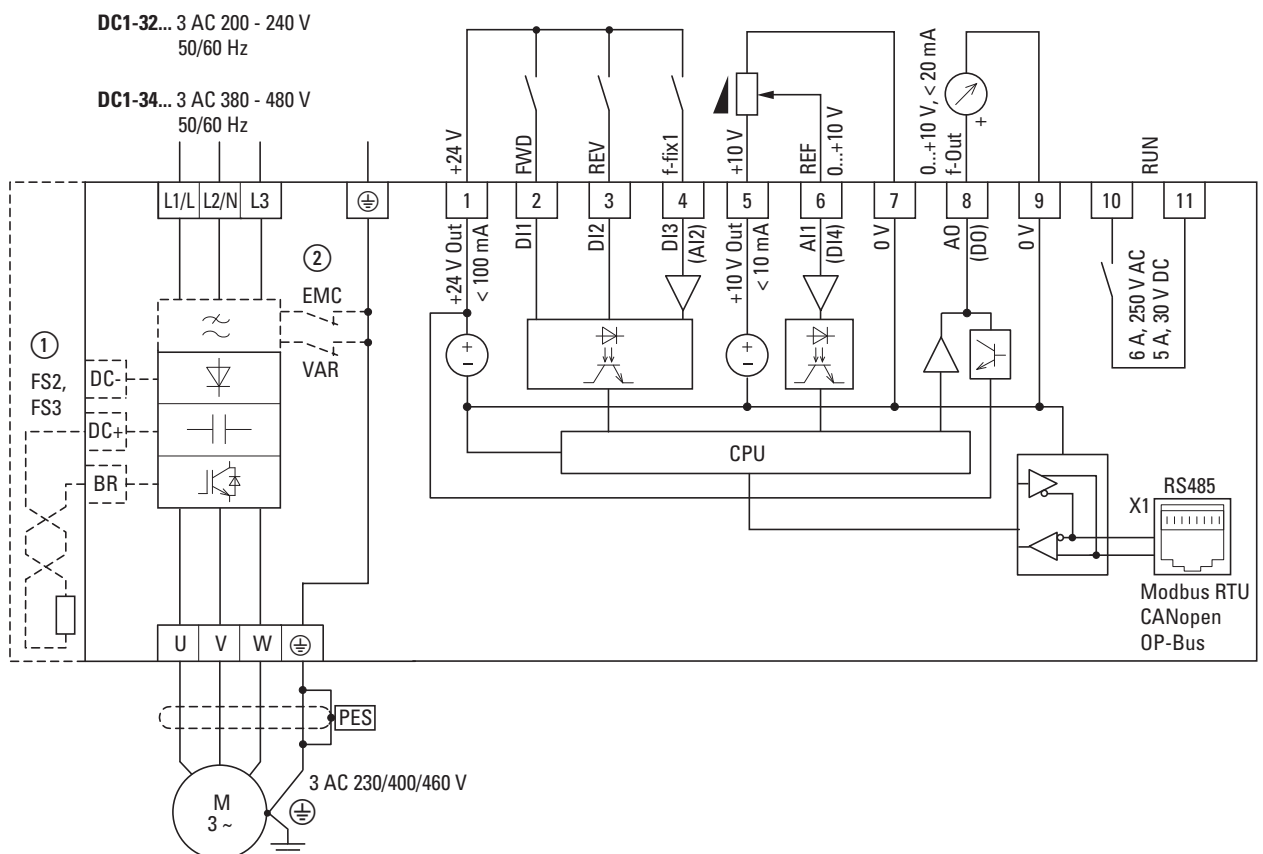 DC1-32... 3 AC 200 - 240 V
50/60 Hz
DC1-34... 3 AC 380 - 480 V
50/60 Hz
+24 V
FWD
REV
f-fix1
+10 V
REF
0...+10 V
0...+10 V, < 20 mA
f-Out
+
RUN
L1/L L2/N L3
1 2 3 4 5 6 7 8 9 10 11
+24 V Out
< 100 mA
DI1
DI2
DI3
(AI2)
+10 V Out
< 10 mA
AI1
(DI4)
0 V
AO
(DO)
0 V
6 A, 250 V AC
5 A, 30 V DC
2
EMC
VAR
1
FS2,
FS3
DC-
DC+
BR
+
-
+
-
CPU
X1
RS485
Modbus RTU
CANopen
OP-Bus
U V W
PES
3 AC 230/400/460 V
M
3 ~